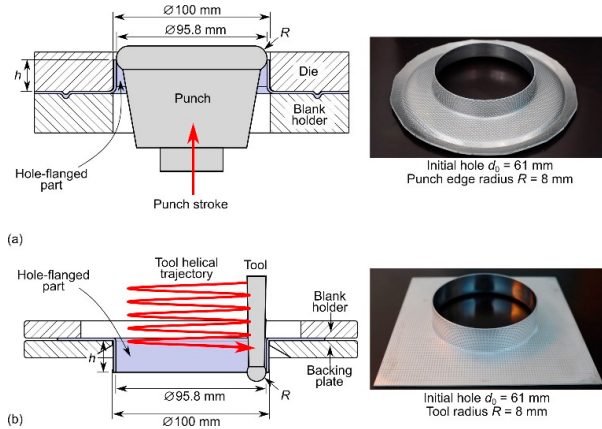 Ø100 mm
Ø95.8 mm
R
h
Die
Punch
Blank
holder
Hole-flanged
part
Punch stroke
Initial hole d₀ = 61 mm
Punch edge radius R = 8 mm
(a)
Hole-flanged
part
Tool helical
trajectory
Tool
Blank
holder
h
Backing
plate
Ø95.8 mm
R
Ø100 mm
Initial hole d₀ = 61 mm
Tool radius R = 8 mm
(b)